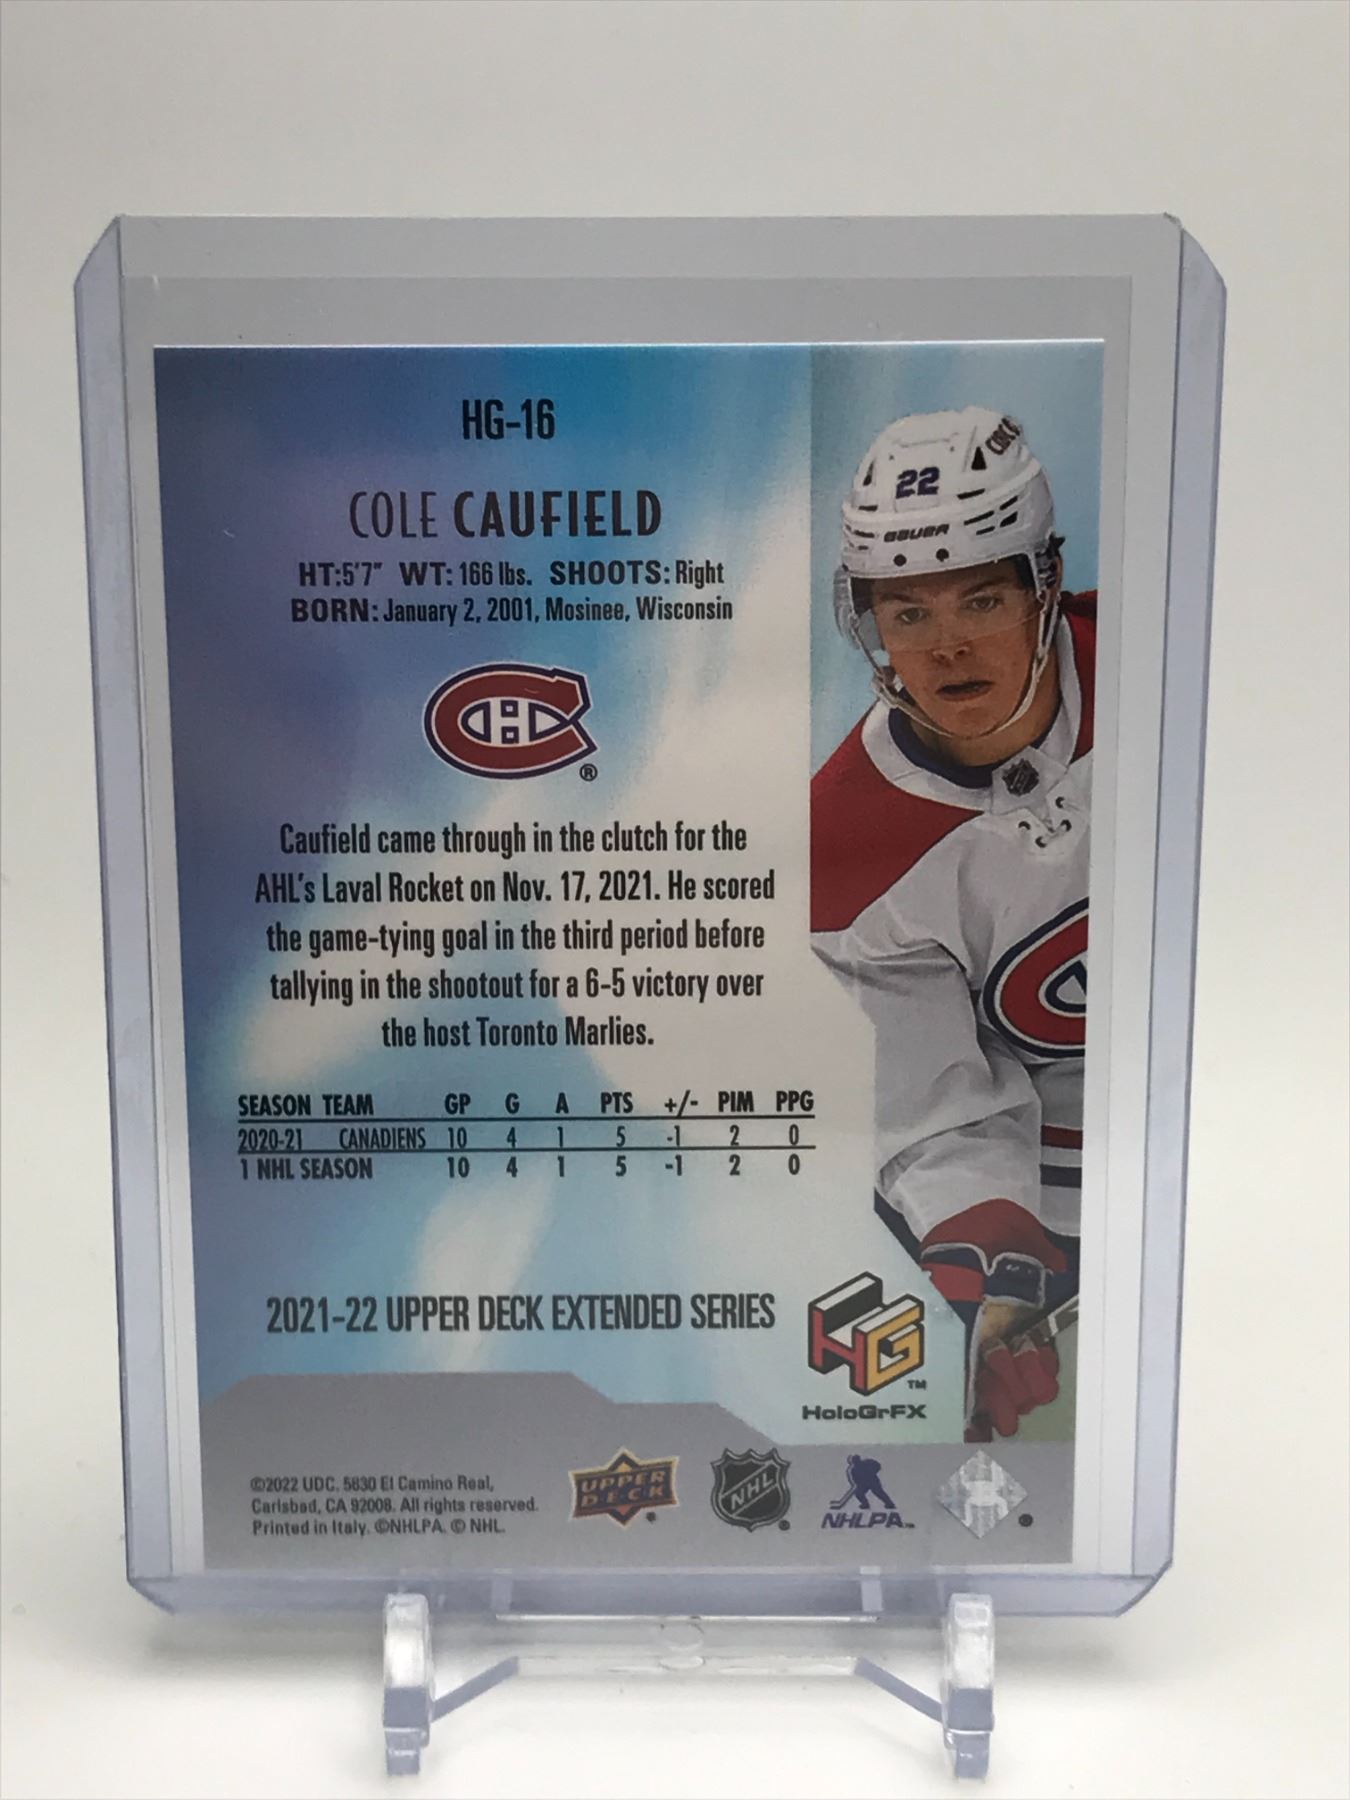 HG-16
COLE CAUFIELD
HT:5'7" WT: 166 lbs. SHOOTS: Right
BORN: January 2, 2001, Mosinee, Wisconsin
®
Caufield came through in the clutch for the
AHL's Laval Rocket on Nov. 17, 2021. He scored
the game-tying goal in the third period before
tallying in the shootout for a 6-5 victory over
the host Toronto Marlies.
SEASON TEAM GP G A PTS +/- PIM PPG
2020-21 CANADIENS 10 4 1 5 -1 2 0
1 NHL SEASON 10 4 1 5 -1 2 0
2021-22 UPPER DECK EXTENDED SERIES
HG
TM
HoloGrFX
©2022 UDC. 5830 El Camino Real,
Carlsbad, CA 92008. All rights reserved.
Printed in Italy. ©NHLPA. © NHL.
UPPER
DECK
NHL
NHLPA
22
BAUER